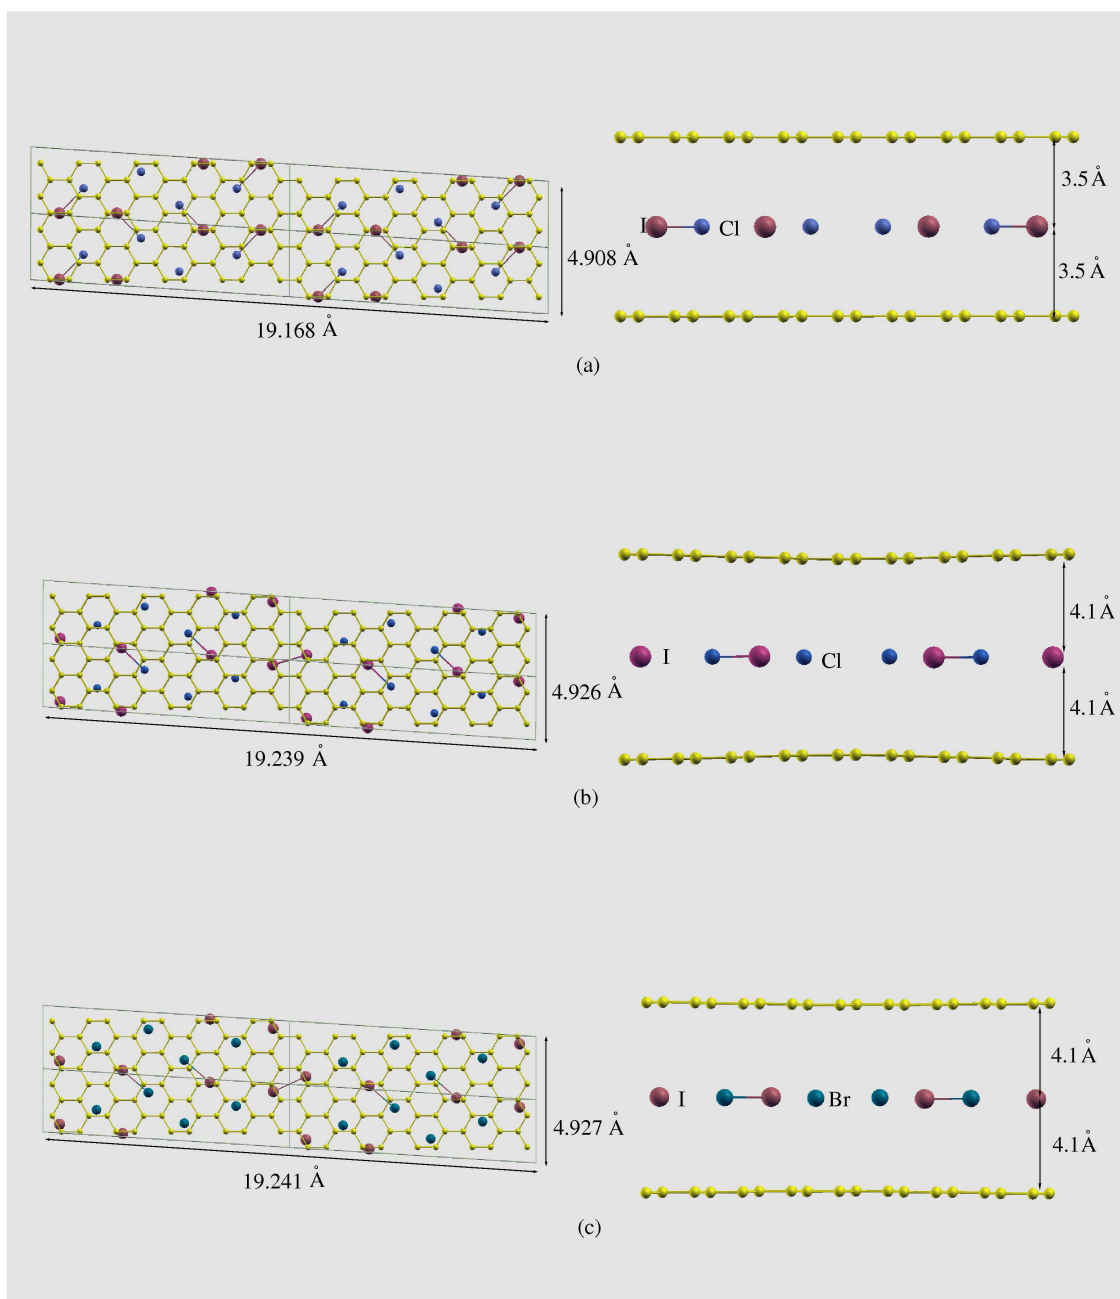 3.5 Å
I
Cl
4.908 Å
3.5 Å
19.168 Å
(a)
4.1 Å
I
Cl
4.926 Å
4.1 Å
19.239 Å
(b)
4.1 Å
I
Br
4.927 Å
4.1 Å
19.241 Å
(c)